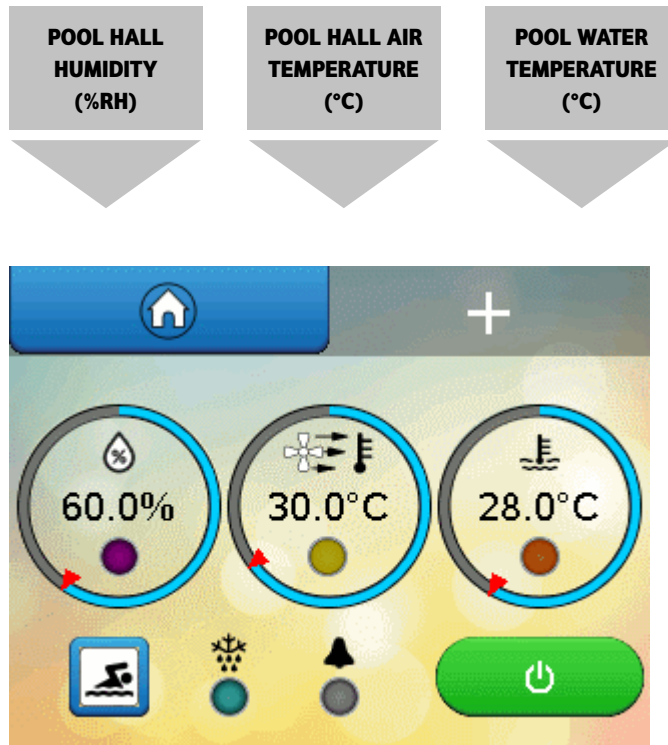 POOL HALL
HUMIDITY
(%RH)
POOL HALL AIR
TEMPERATURE
(°C)
POOL WATER
TEMPERATURE
(°C)
%
60.0%
30.0°C
28.0°C